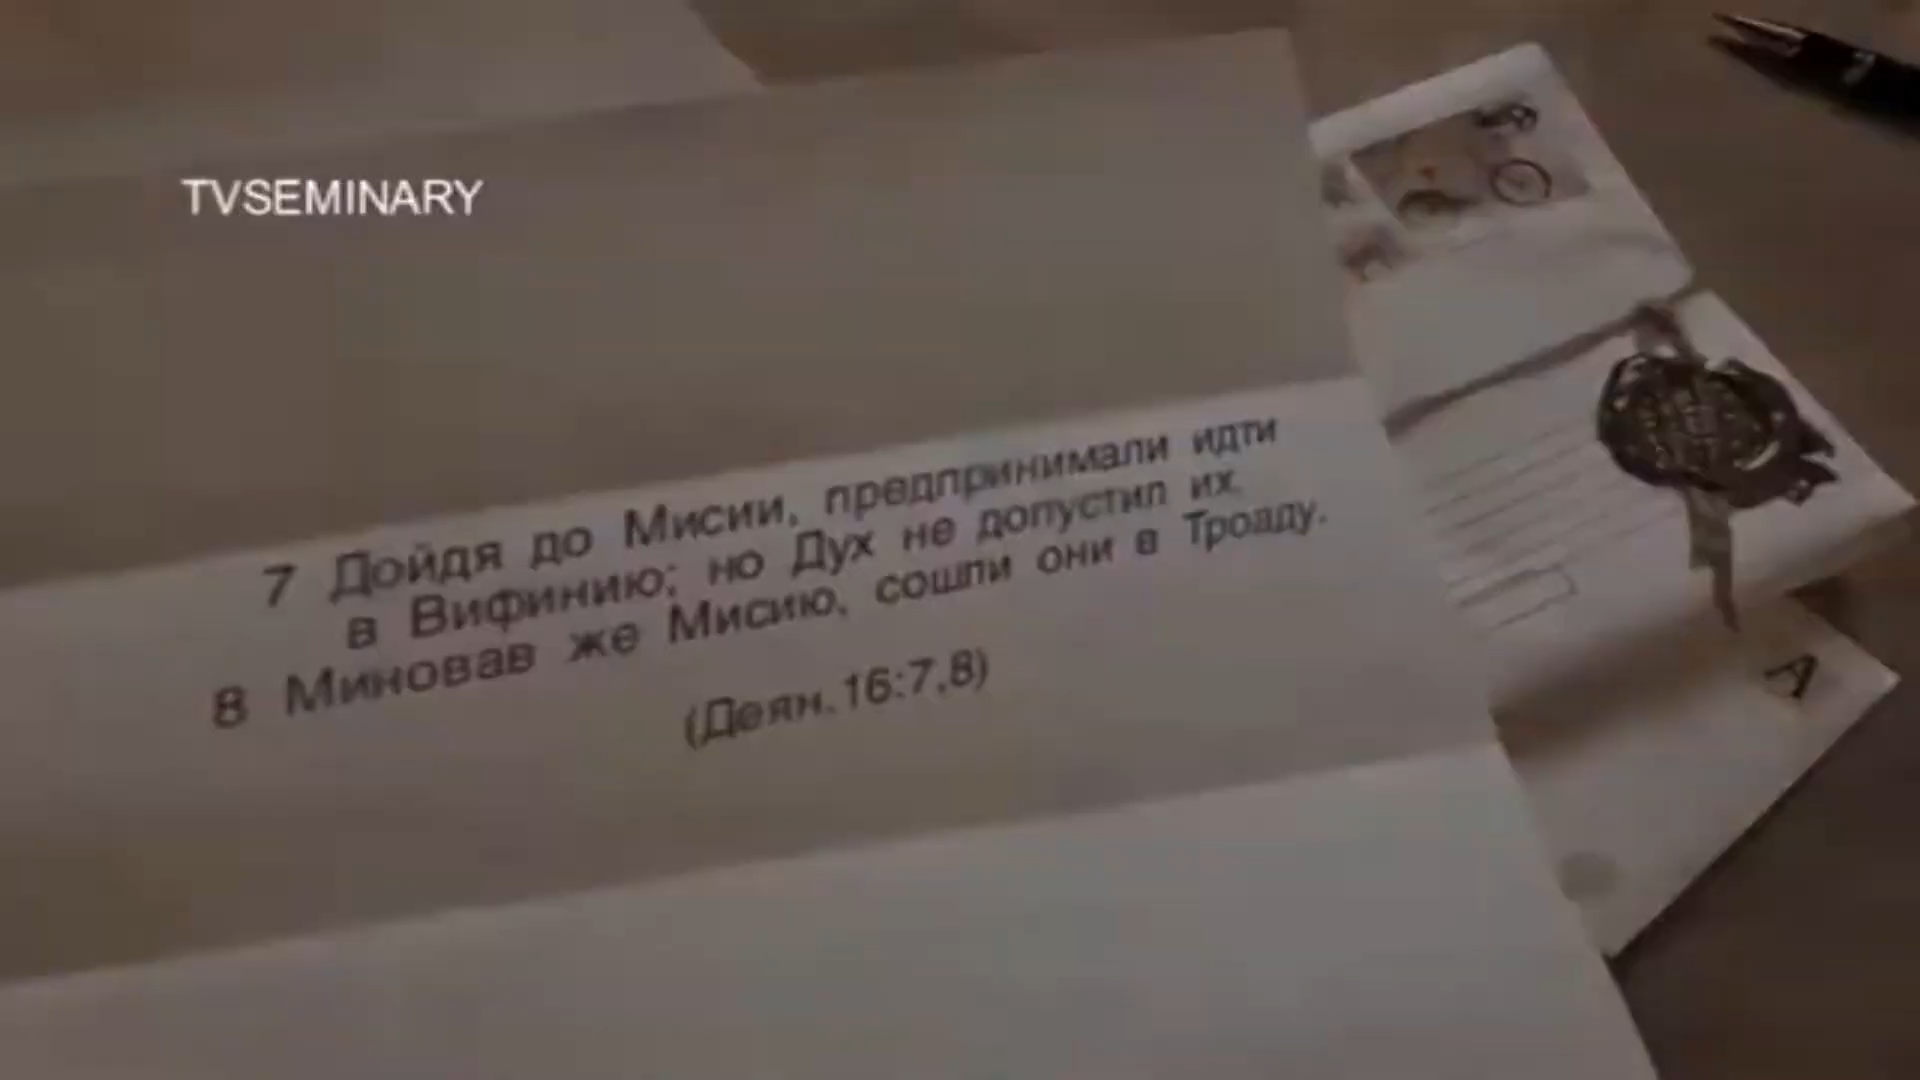 TVSEMINARY
7 Дойдя до Мисии, предпринимали идти
в Вифинию; но Дух не допустил их.
8 Миновав же Мисию, сошли они в Троаду.
(Деян.16:7,8)
A